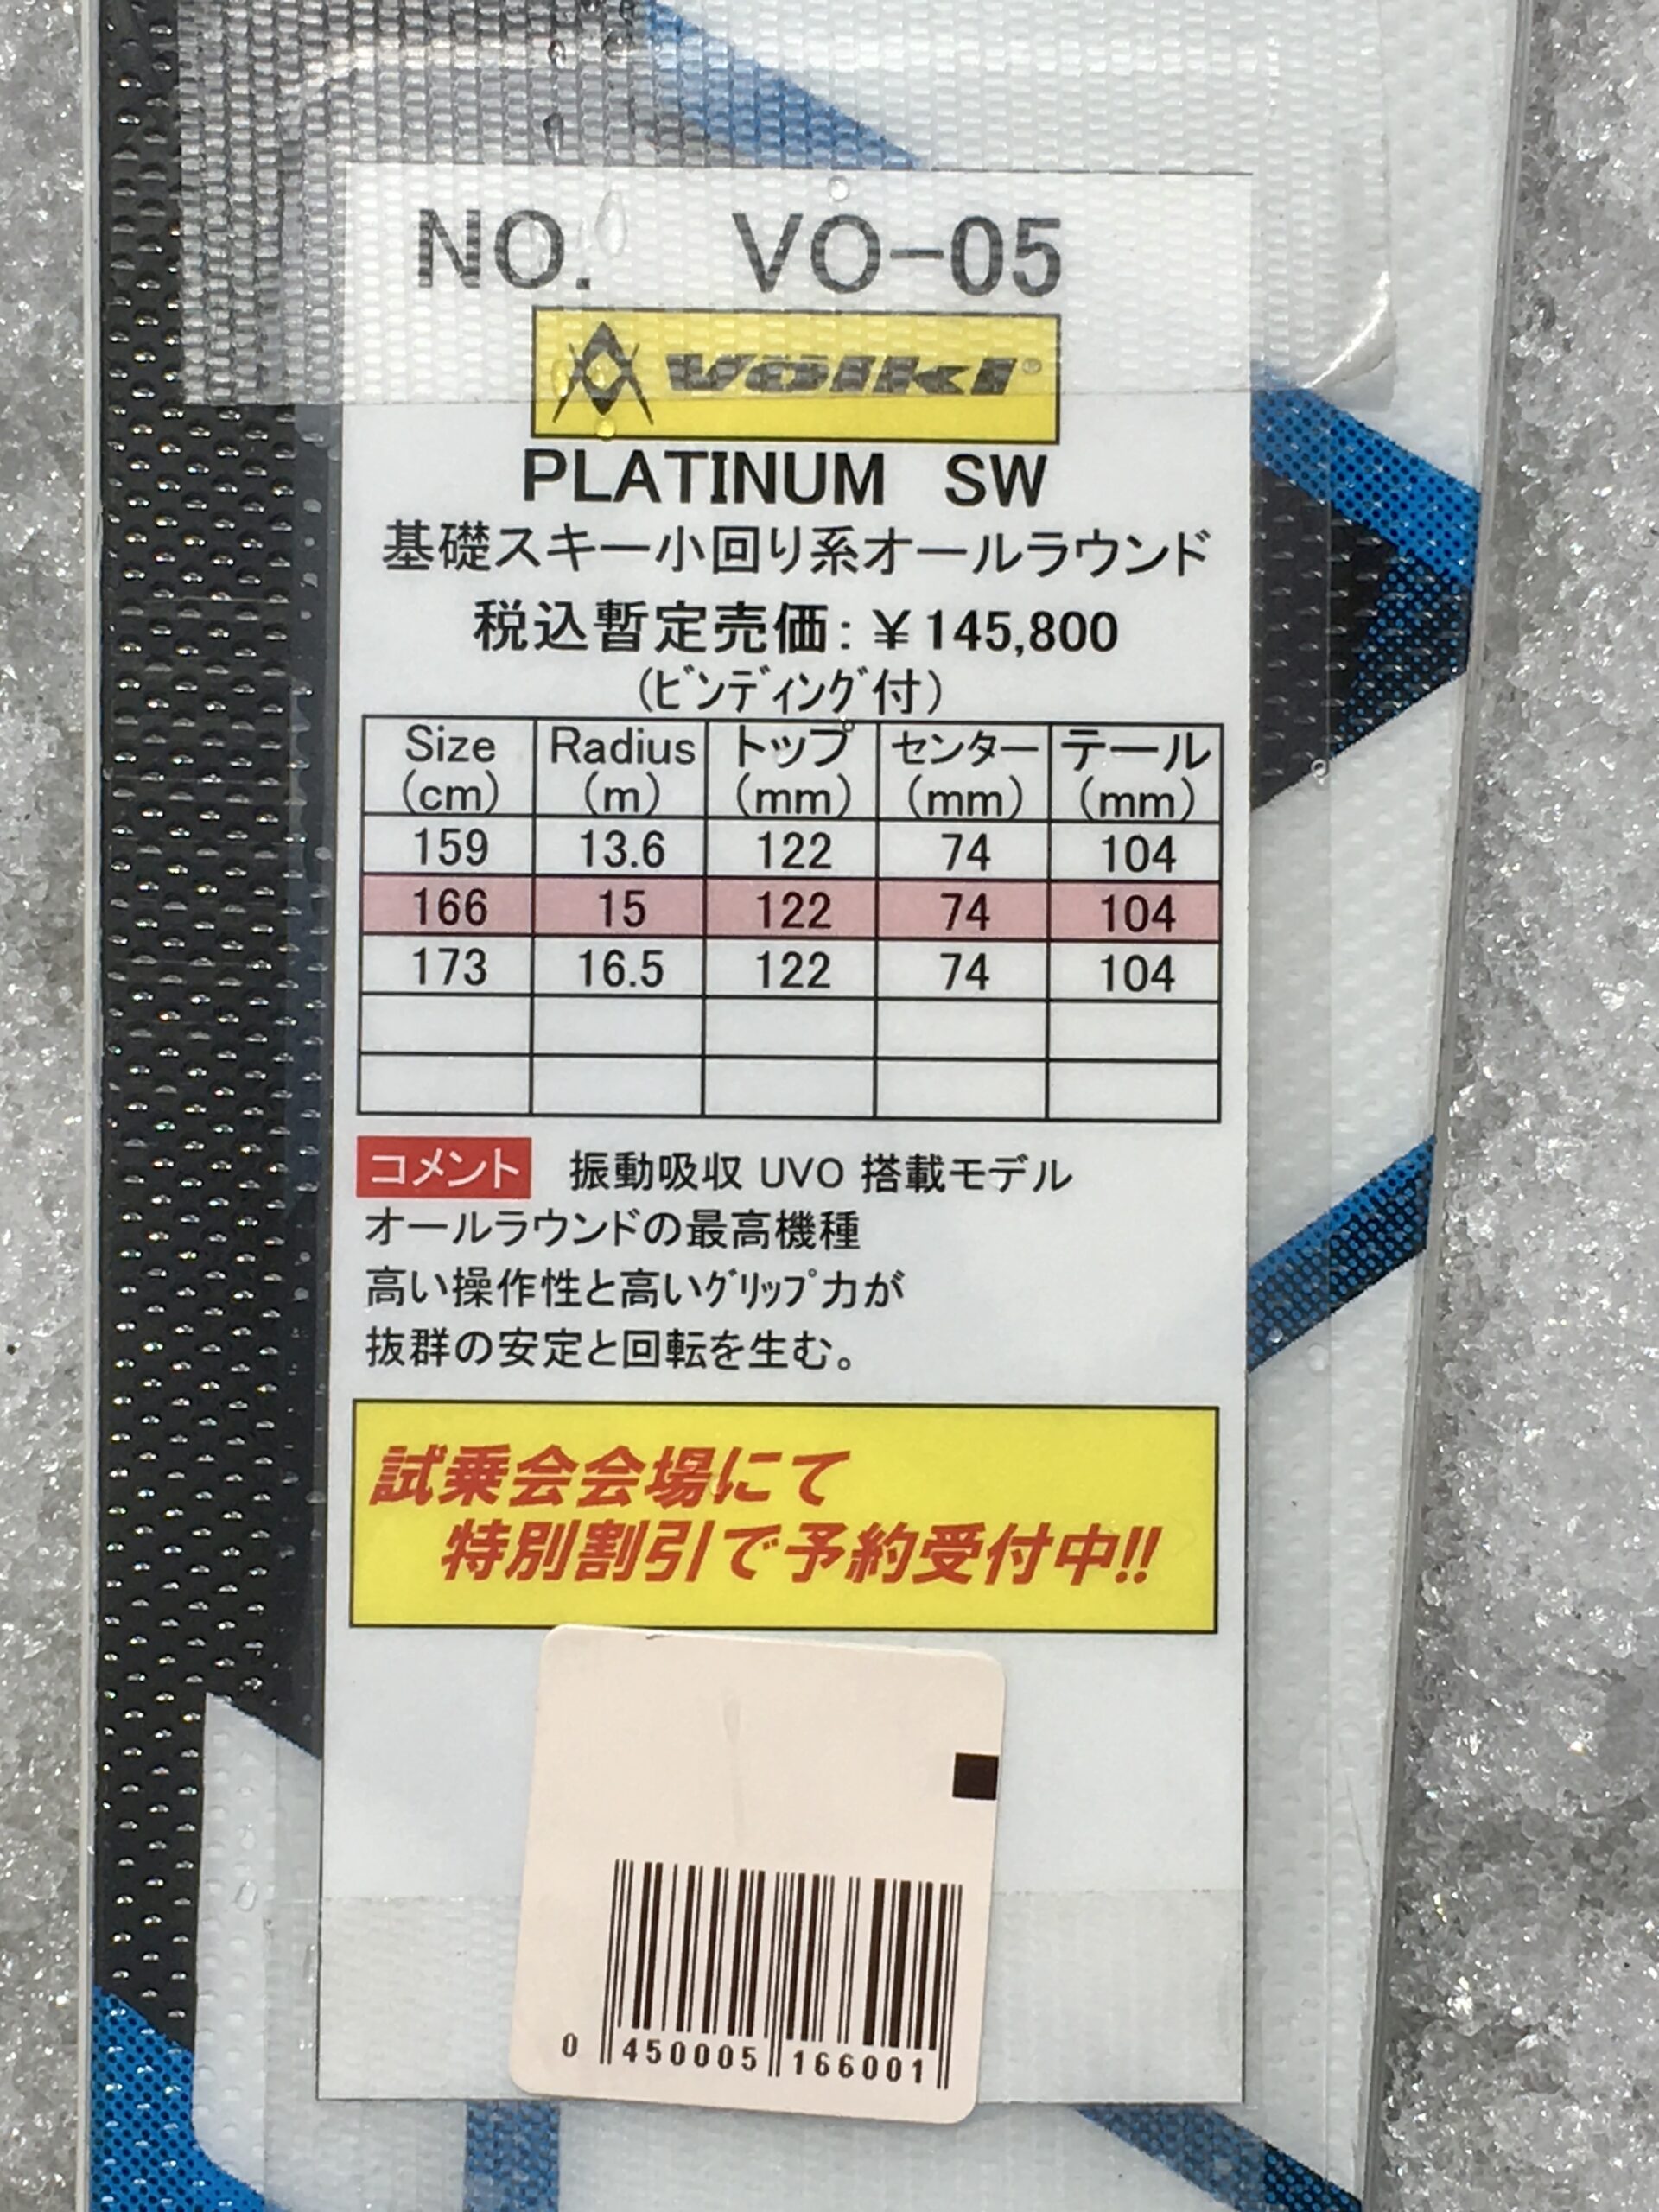 NO. VO-05
Völkl®
PLATINUM SW
基礎スキー小回り系オールラウンド
税込暫定売価:¥145,800
(ビンディング付)
Size (cm) Radius (m) トップ (mm) センター (mm) テール (mm)
159 13.6 122 74 104
166 15 122 74 104
173 16.5 122 74 104
コメント 振動吸収 UVO 搭載モデル
オールラウンドの最高機種
高い操作性と高いグリップ力が
抜群の安定と回転を生む。
試乗会会場にて
特別割引で予約受付中!!
0 450005 166001